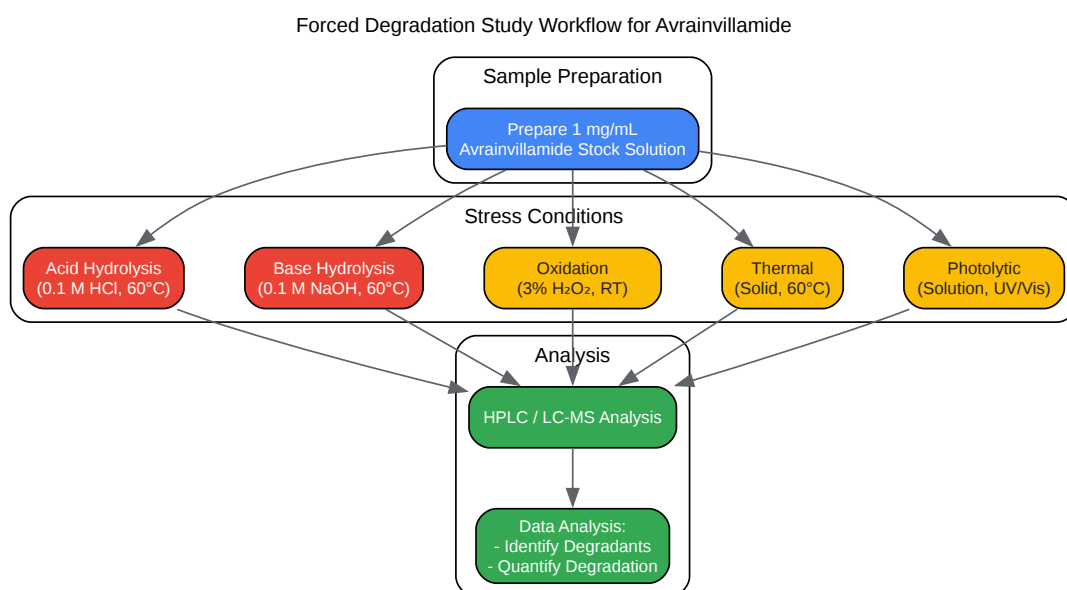 Forced Degradation Study Workflow for Avrainvillamide
Sample Preparation
Prepare 1 mg/mL
Avrainvillamide Stock Solution
Stress Conditions
Acid Hydrolysis
(0.1 M HCl, 60°C)
Base Hydrolysis
(0.1 M NaOH, 60°C)
Oxidation
(3% H₂O₂, RT)
Thermal
(Solid, 60°C)
Photolytic
(Solution, UV/Vis)
Analysis
HPLC / LC-MS Analysis
Data Analysis:
- Identify Degradants
- Quantify Degradation